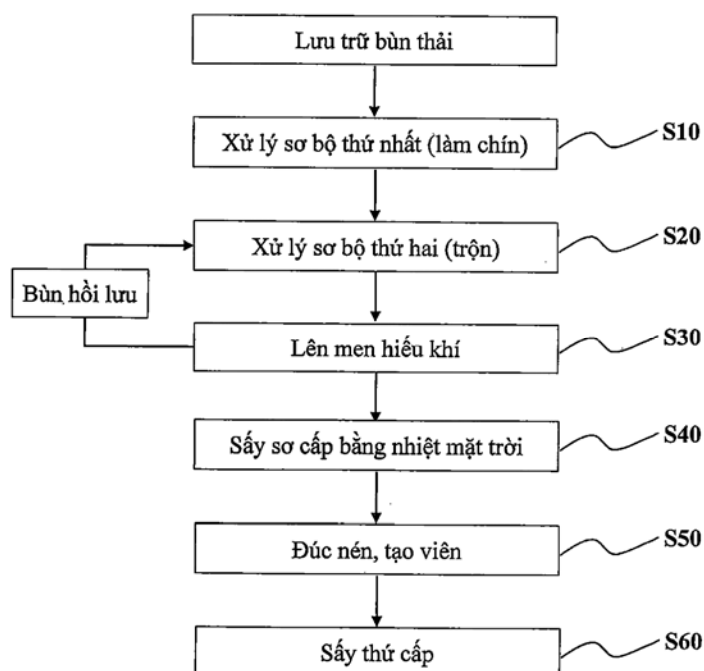 Lưu trữ bùn thải
Xử lý sơ bộ thứ nhất (làm chín)
S10
Xử lý sơ bộ thứ hai (trộn)
S20
Bùn hồi lưu
Lên men hiếu khí
S30
Sấy sơ cấp bằng nhiệt mặt trời
S40
Đúc nén, tạo viên
S50
Sấy thứ cấp
S60